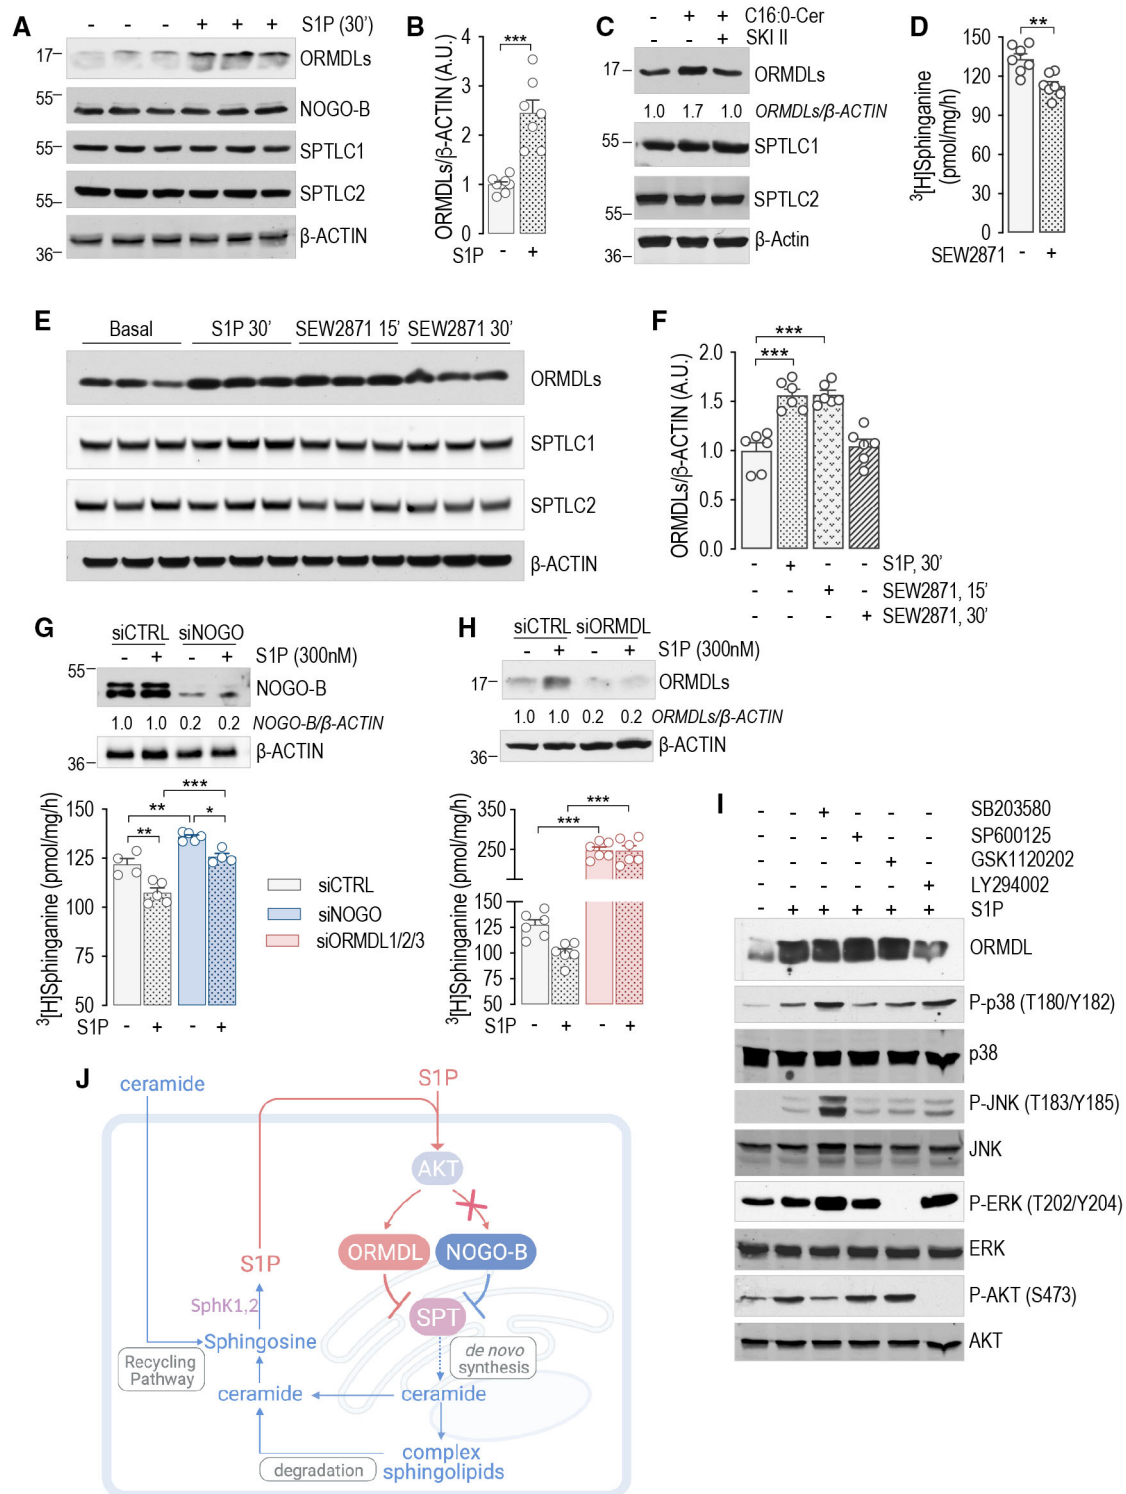 A
- - - + + + S1P (30’)
17
ORMDLs
55
NOGO-B
55
SPTLC1
55
SPTLC2
36
β-ACTIN
B
ORMDLs/β-ACTIN (A.U.)
4
3
2
1
0
***
S1P - +
C
- + + C16:0-Cer
- - + SKI II
17
ORMDLs
1.0 1.7 1.0 ORMDLs/β-ACTIN
55
SPTLC1
55
SPTLC2
36
β-Actin
D
³[H]Sphinganine
(pmol/mg/h)
150
120
90
60
30
0
**
SEW2871 - +
E
Basal S1P 30’ SEW2871 15’ SEW2871 30’
ORMDLs
SPTLC1
SPTLC2
β-ACTIN
F
ORMDLs/β-ACTIN (A.U.)
2.0
1.5
1.0
0.5
0.0
***
***
- + - - S1P, 30’
- - + - SEW2871, 15’
- - - + SEW2871, 30’
G
siCTRL siNOGO
- + - + S1P (300nM)
55
NOGO-B
1.0 1.0 0.2 0.2 NOGO-B/β-ACTIN
36
β-ACTIN
³[H]Sphinganine (pmol/mg/h)
150
125
100
75
50
***
** *
**
S1P - + - +
siCTRL
siNOGO
siORMDL1/2/3
H
siCTRL siORMDL
- + - + S1P (300nM)
17
ORMDLs
1.0 1.0 0.2 0.2 ORMDLs/β-ACTIN
36
β-ACTIN
³[H]Sphinganine (pmol/mg/h)
350
250
150
125
100
75
50
***
***
S1P - + - +
I
- - + - - - SB203580
- - - + - - SP600125
- - - - + - GSK1120202
- - - - - + LY294002
- + + + + + S1P
ORMDL
P-p38 (T180/Y182)
p38
P-JNK (T183/Y185)
JNK
P-ERK (T202/Y204)
ERK
P-AKT (S473)
AKT
J
ceramide
S1P
AKT
ORMDL
NOGO-B
S1P
SphK1,2
SPT
Sphingosine
de novo
synthesis
Recycling
Pathway
ceramide
ceramide
complex
sphingolipids
degradation